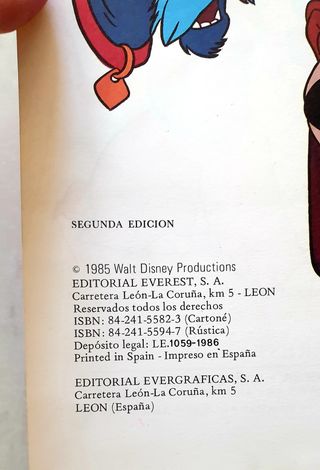 SEGUNDA EDICION
© 1985 Walt Disney Productions
EDITORIAL EVEREST, S. A.
Carretera León-La Coruña, km 5 - LEON
Reservados todos los derechos
ISBN: 84-241-5582-3 (Cartoné)
ISBN: 84-241-5594-7 (Rústica)
Depósito legal: LE.1059-1986
Printed in Spain - Impreso en España
EDITORIAL EVERGRAFICAS, S. A.
Carretera León-La Coruña, km 5
LEON (España)